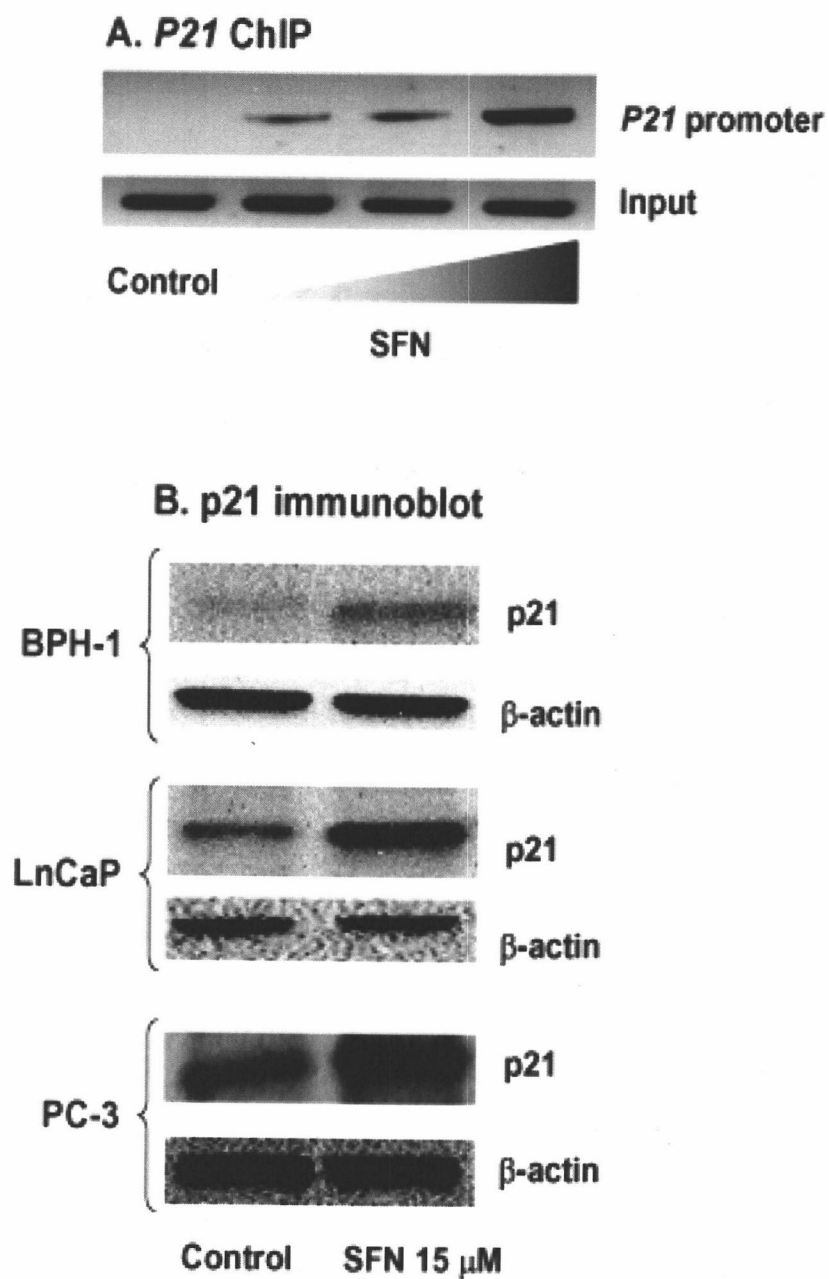 A. P21 ChIP
P21 promoter
Input
Control
SFN
B. p21 immunoblot
BPH-1
p21
β-actin
LnCaP
p21
β-actin
PC-3
p21
β-actin
Control SFN 15 μM